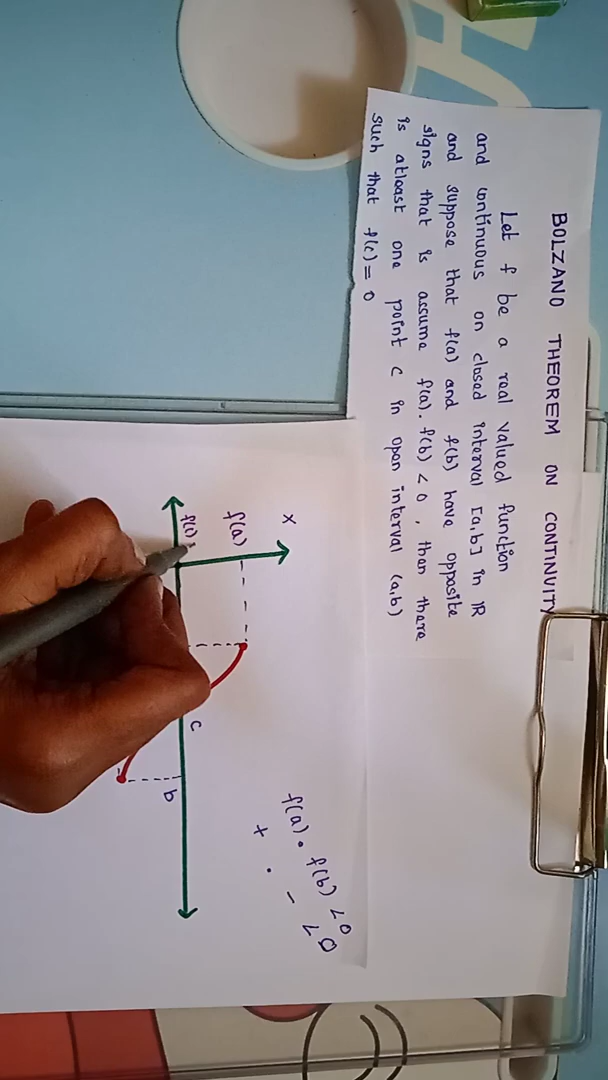 BOLZANO THEOREM ON CONTINUITY
Let f be a real valued function
and continuous on closed interval [a,b] in IR
and suppose that f(a) and f(b) have opposite
signs that is assume f(a). f(b) < 0 , then there
is atleast one point c in open interval (a,b)
such that f(c) = 0
X
f(a)
c
b
f(a) . f(b) <0
+ . - <0